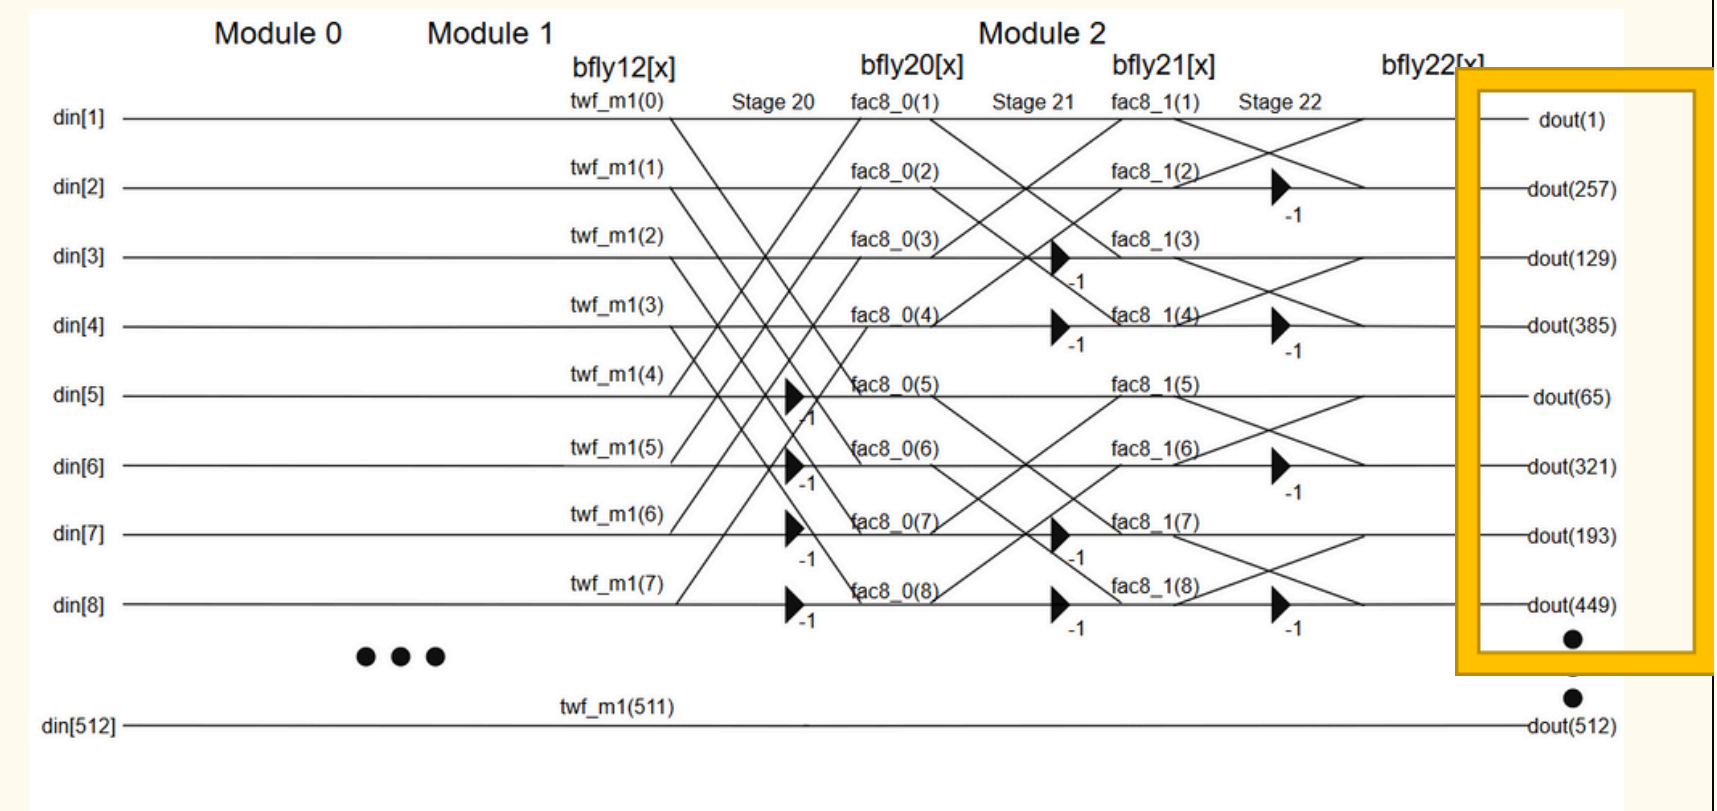 Module 0 Module 1 Module 2
bfly12[x] bfly20[x] bfly21[x] bfly22[x]
twf_m1(0) Stage 20 fac8_0(1) Stage 21 fac8_1(1) Stage 22
din[1] dout(1)
twf_m1(1) fac8_0(2) fac8_1(2)
din[2] dout(257)
-1
twf_m1(2) fac8_0(3) fac8_1(3)
din[3] dout(129)
-1
twf_m1(3) fac8_0(4) fac8_1(4)
din[4] dout(385)
-1 -1
twf_m1(4) fac8_0(5) fac8_1(5)
din[5] dout(65)
-1
twf_m1(5) fac8_0(6) fac8_1(6)
din[6] dout(321)
-1 -1
twf_m1(6) fac8_0(7) fac8_1(7)
din[7] dout(193)
-1 -1
twf_m1(7) fac8_0(8) fac8_1(8)
din[8] dout(449)
-1 -1 -1
twf_m1(511)
din[512] dout(512)